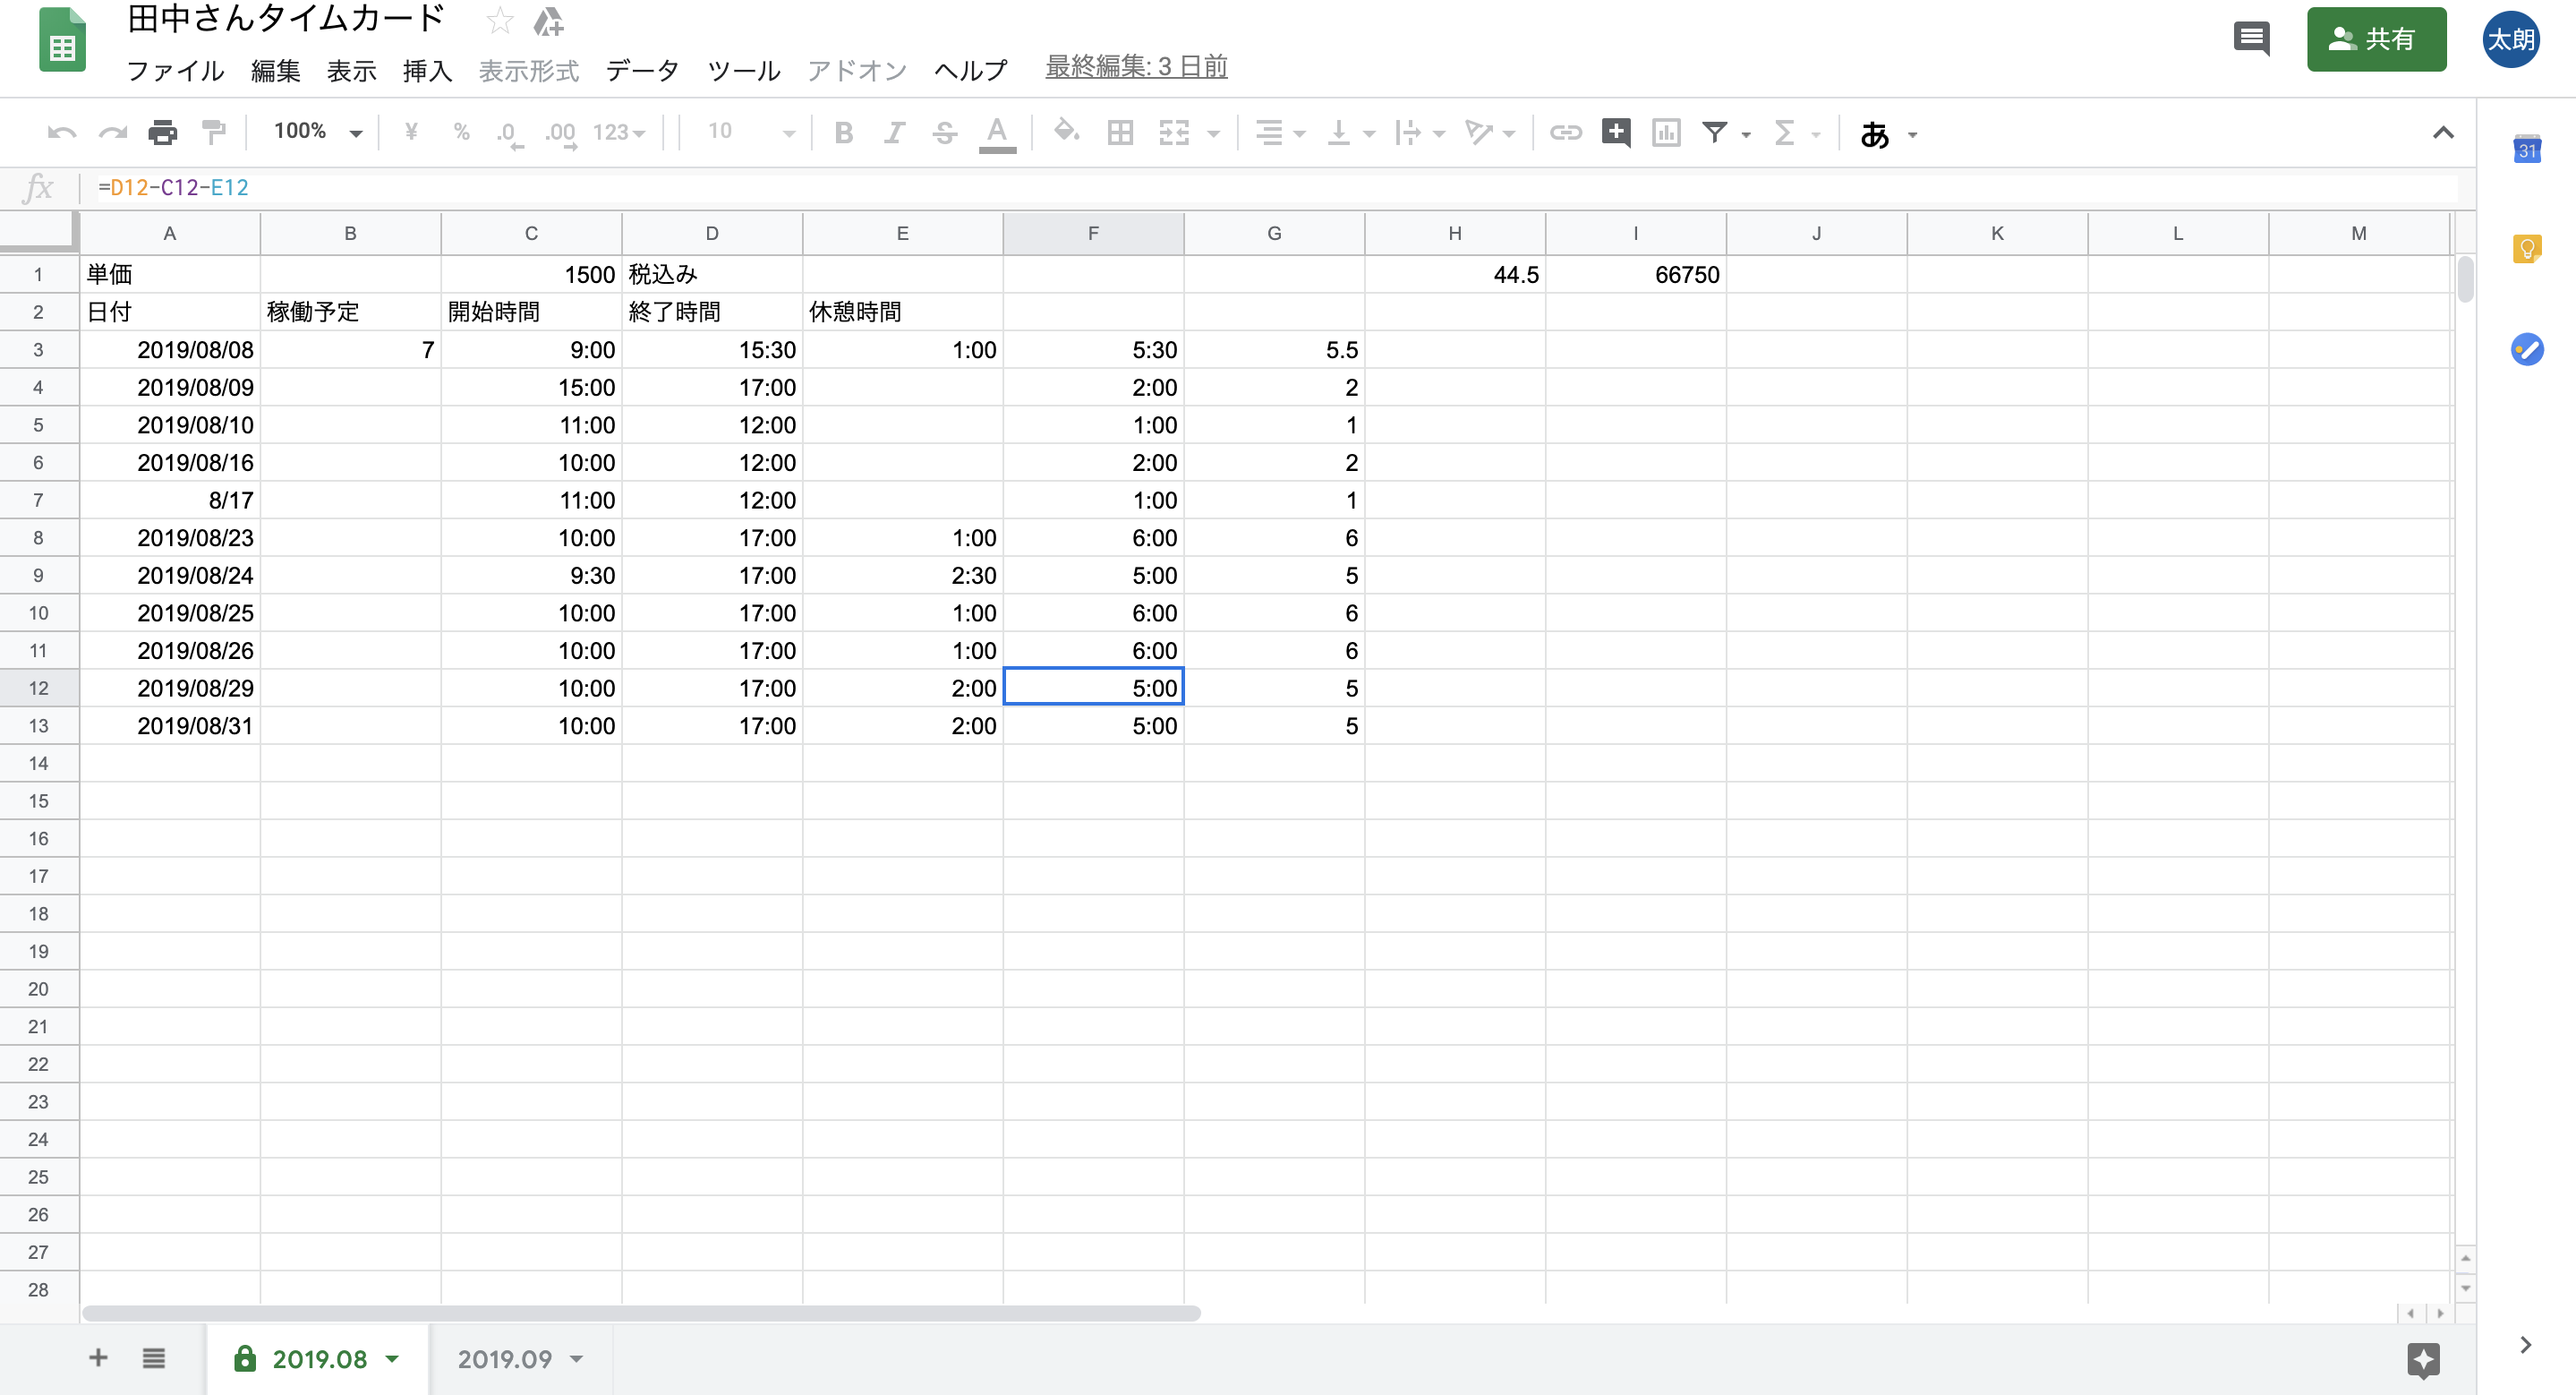 田中さんタイムカード
ファイル 編集 表示 挿入 表示形式 データ ツール アドオン ヘルプ 最終編集: 3 日前
共有
太朗
100% ¥ % .0 .00 123 10 B I S A Σ あ
31
fx =D12-C12-E12
A B C D E F G H I J K L M
1 単価 1500 税込み 44.5 66750
2 日付 稼働予定 開始時間 終了時間 休憩時間
3 2019/08/08 7 9:00 15:30 1:00 5:30 5.5
4 2019/08/09 15:00 17:00 2:00 2
5 2019/08/10 11:00 12:00 1:00 1
6 2019/08/16 10:00 12:00 2:00 2
7 8/17 11:00 12:00 1:00 1
8 2019/08/23 10:00 17:00 1:00 6:00 6
9 2019/08/24 9:30 17:00 2:30 5:00 5
10 2019/08/25 10:00 17:00 1:00 6:00 6
11 2019/08/26 10:00 17:00 1:00 6:00 6
12 2019/08/29 10:00 17:00 2:00 5:00 5
13 2019/08/31 10:00 17:00 2:00 5:00 5
14
15
16
17
18
19
20
21
22
23
24
25
26
27
28
2019.08 2019.09